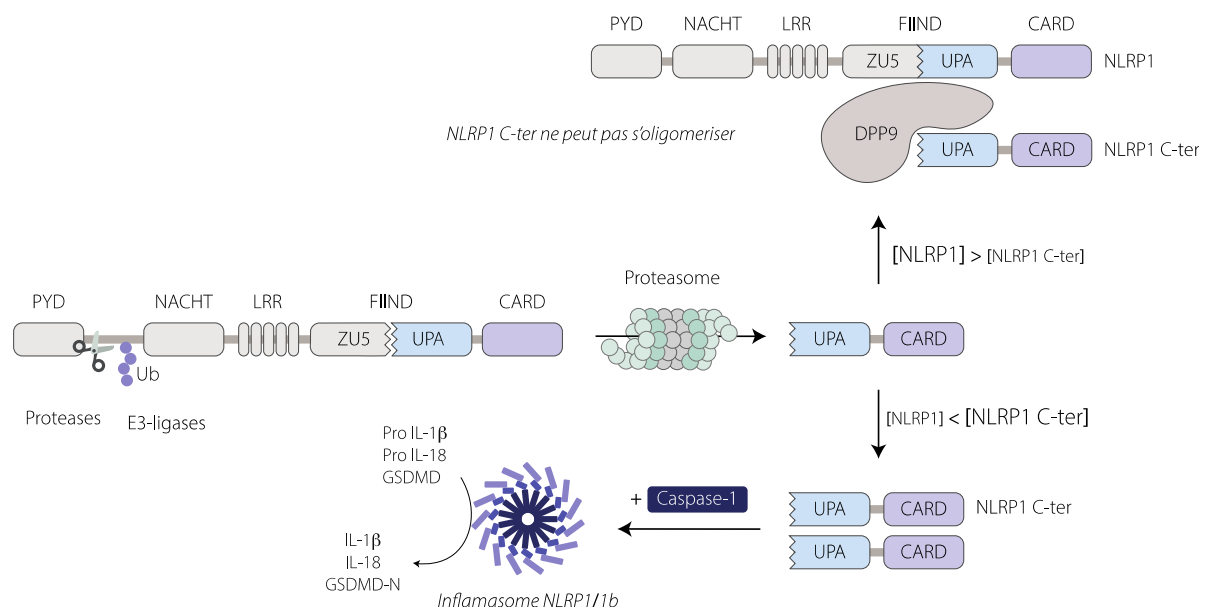 PYD NACHT LRR FIIND CARD
ZU5 UPA NLRP1
NLRP1 C-ter ne peut pas s'oligomeriser
DPP9
UPA CARD NLRP1 C-ter
[NLRP1] > [NLRP1 C-ter]
Proteasome
PYD NACHT LRR FIIND CARD
ZU5 UPA
UPA CARD
Ub
Proteases E3-ligases
[NLRP1] < [NLRP1 C-ter]
Pro IL-1β
Pro IL-18
GSDMD
+ Caspase-1
UPA CARD NLRP1 C-ter
UPA CARD
IL-1β
IL-18
GSDMD-N
Inflamasome NLRP1/1b